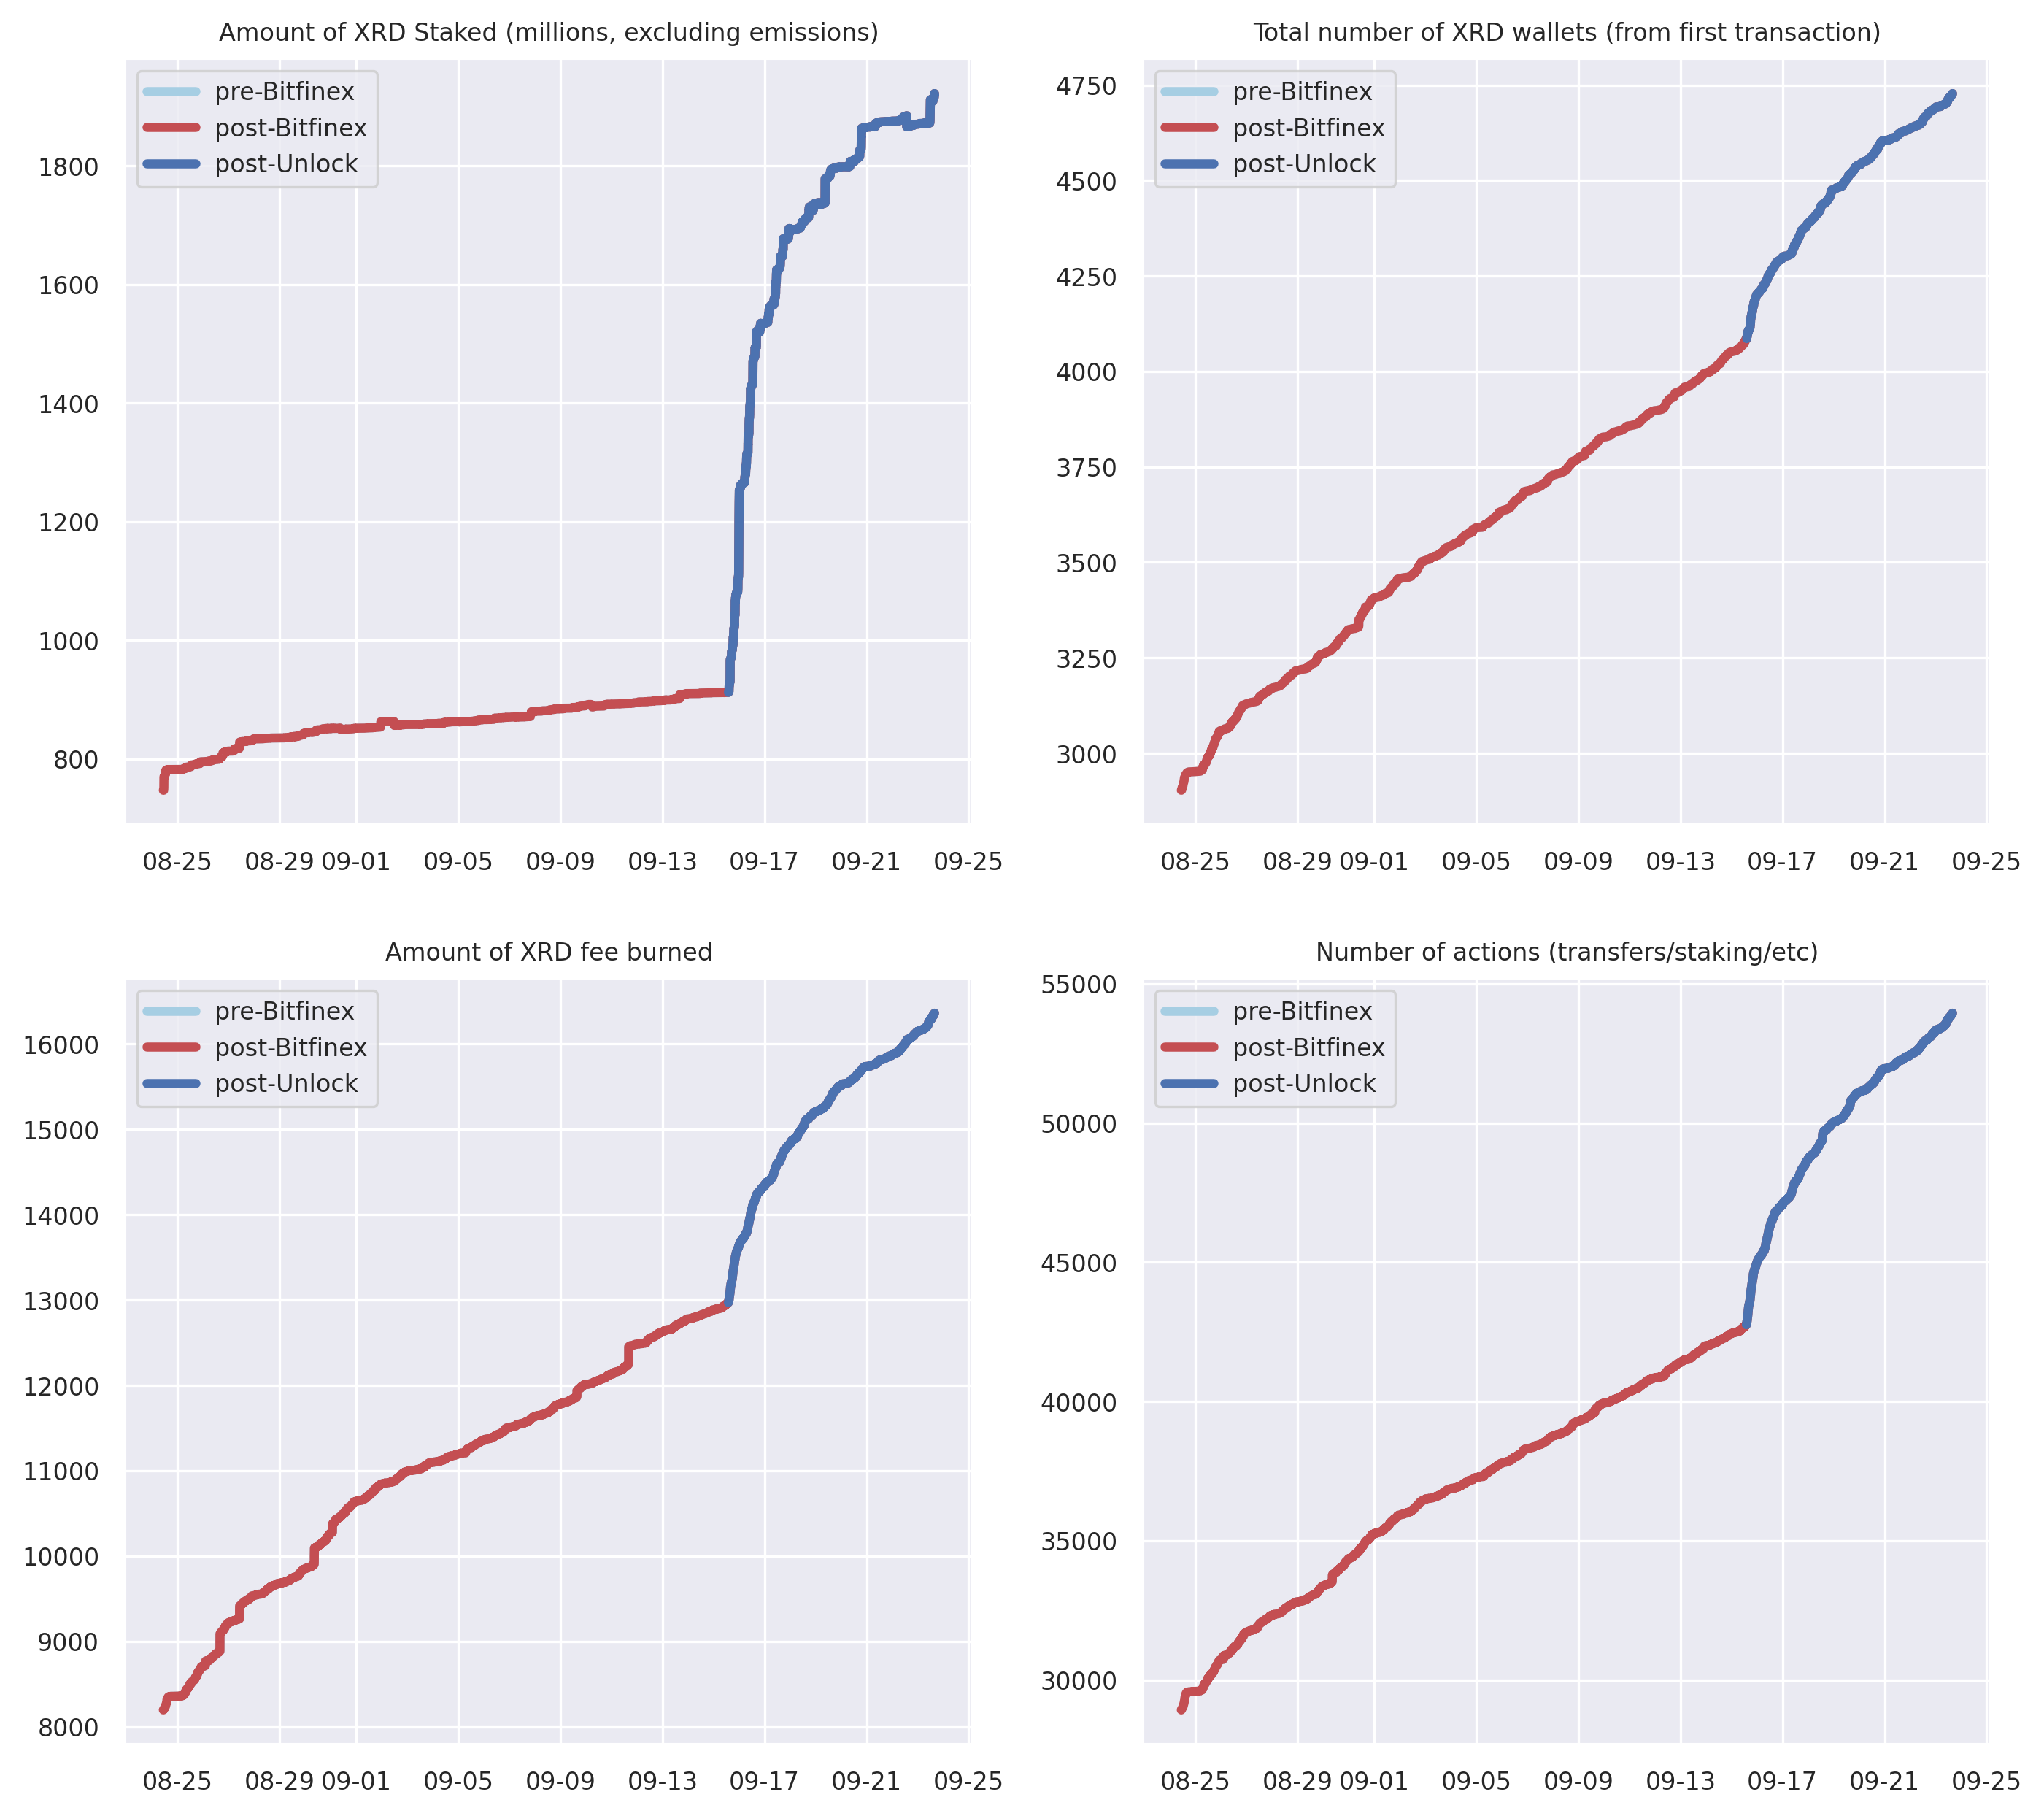 Amount of XRD Staked (millions, excluding emissions)
pre-Bitfinex
post-Bitfinex
post-Unlock
1800
1600
1400
1200
1000
800
08-25 08-29 09-01 09-05 09-09 09-13 09-17 09-21 09-25
Total number of XRD wallets (from first transaction)
pre-Bitfinex
post-Bitfinex
post-Unlock
4750
4500
4250
4000
3750
3500
3250
3000
08-25 08-29 09-01 09-05 09-09 09-13 09-17 09-21 09-25
Amount of XRD fee burned
pre-Bitfinex
post-Bitfinex
post-Unlock
16000
15000
14000
13000
12000
11000
10000
9000
8000
08-25 08-29 09-01 09-05 09-09 09-13 09-17 09-21 09-25
Number of actions (transfers/staking/etc)
pre-Bitfinex
post-Bitfinex
post-Unlock
55000
50000
45000
40000
35000
30000
08-25 08-29 09-01 09-05 09-09 09-13 09-17 09-21 09-25